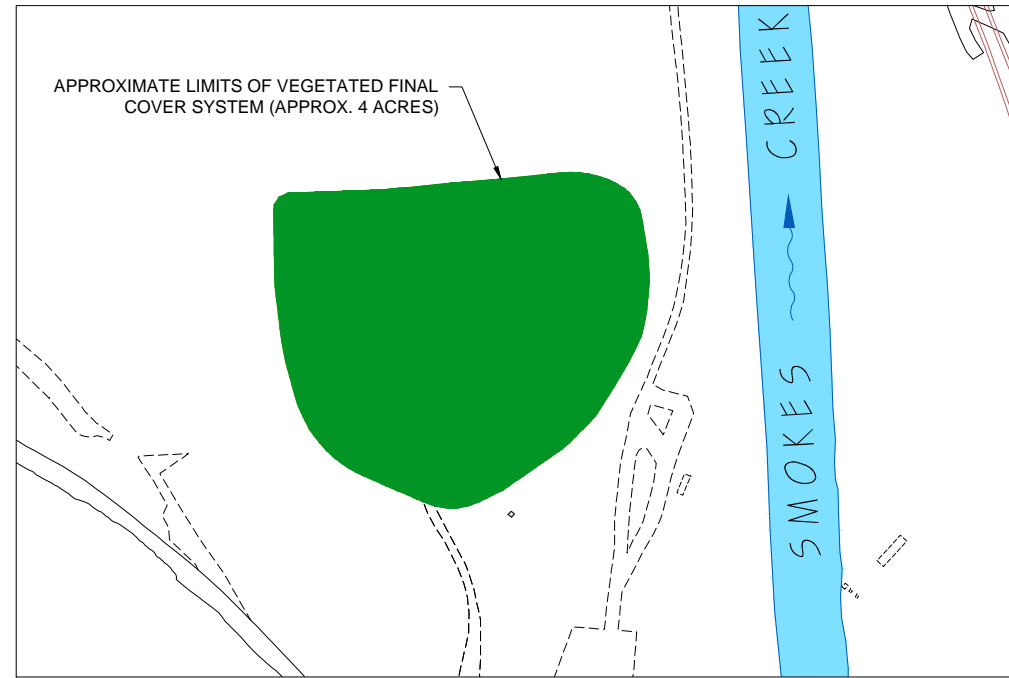 APPROXIMATE LIMITS OF VEGETATED FINAL
COVER SYSTEM (APPROX. 4 ACRES)
SMOKES CREEK